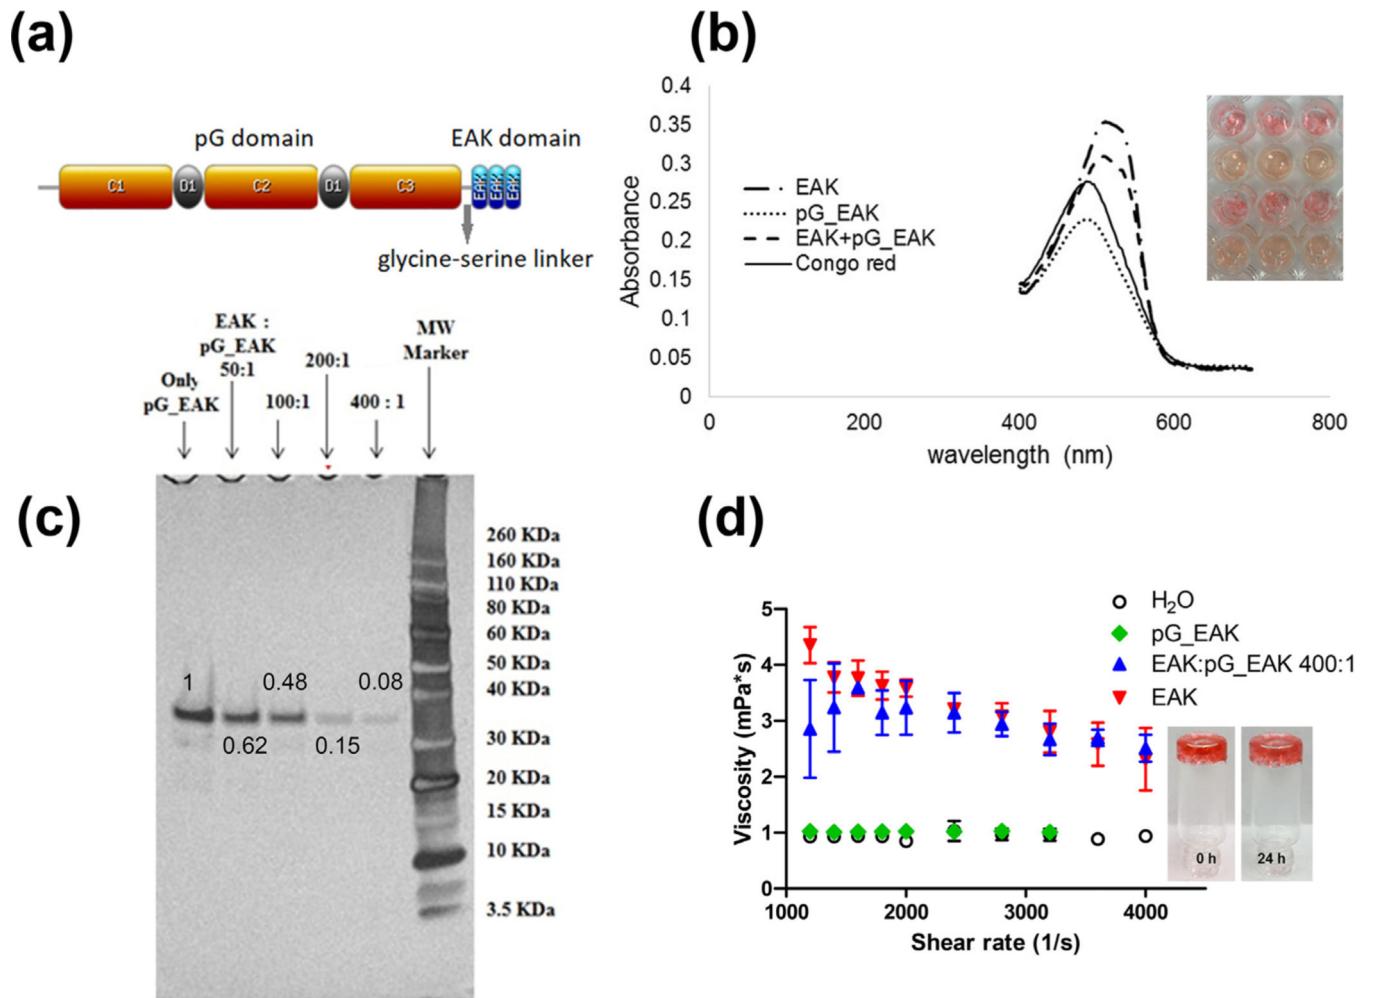 (a)
pG domain
EAK domain
C1
D1
C2
D1
C3
EAK
EAK
EAK
glycine-serine linker
(b)
0.4
0.35
0.3
0.25
0.2
0.15
0.1
0.05
0
Absorbance
EAK
pG_EAK
EAK+pG_EAK
Congo red
0
200
400
600
800
wavelength (nm)
(c)
Only
pG_EAK
EAK :
pG_EAK
50:1
100:1
200:1
400 : 1
MW
Marker
1
0.62
0.48
0.15
0.08
260 KDa
160 KDa
110 KDa
80 KDa
60 KDa
50 KDa
40 KDa
30 KDa
20 KDa
15 KDa
10 KDa
3.5 KDa
(d)
5
4
3
2
1
0
Viscosity (mPa*s)
1000
2000
3000
4000
Shear rate (1/s)
H₂O
pG_EAK
EAK:pG_EAK 400:1
EAK
0 h
24 h